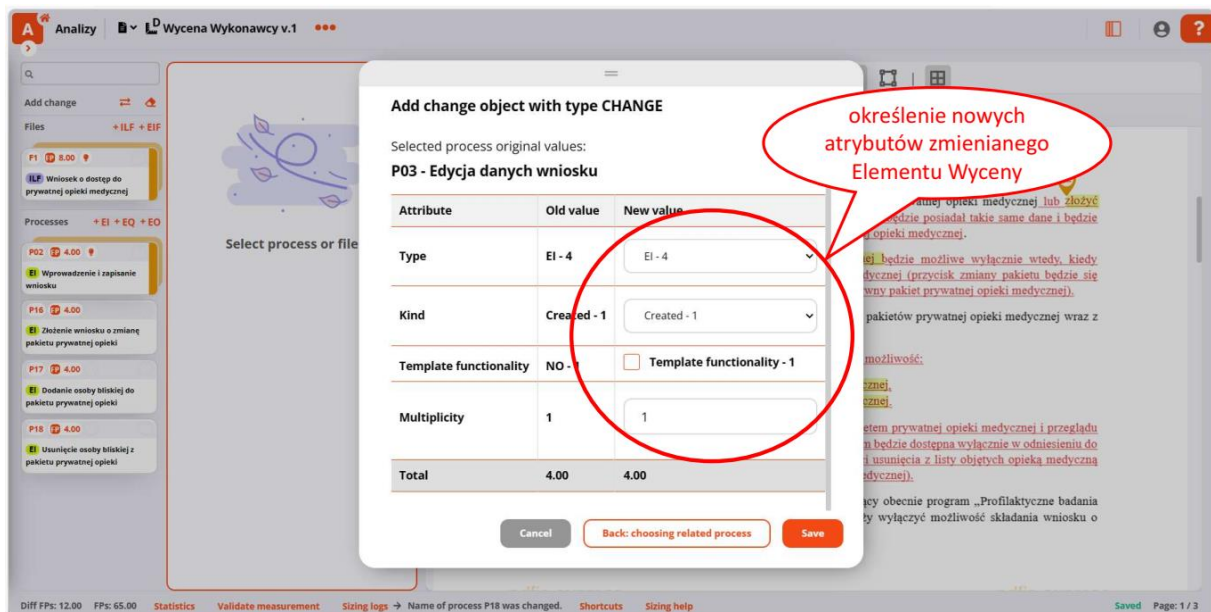 A Analizy D Wycena Wykonawcy v.1 ?
Add change
Files + ILF + EIF
P1 FP 8.00
ILF Wniosek o dostęp do
prywatnej opieki medycznej
Processes + EI + EQ + EO
P02 FP 4.00
EI Wprowadzenie i zapisanie
wniosku
P16 FP 4.00
EI Złożenie wniosku o zmianę
pakietu prywatnej opieki
P17 FP 4.00
EI Dodanie osoby bliskiej do
pakietu prywatnej opieki
P18 FP 4.00
EI Usunięcie osoby bliskiej z
pakietu prywatnej opieki
Select process or file
Add change object with type CHANGE
Selected process original values:
P03 - Edycja danych wniosku
Attribute Old value New value
Type EI - 4 EI - 4
Kind Created - 1 Created - 1
Template functionality NO - 1 Template functionality - 1
Multiplicity 1 1
Total 4.00 4.00
Cancel Back: choosing related process Save
określenie nowych
atrybutów zmienianego
Elementu Wyceny
opieki medycznej lub złożyć
będzie posiadał takie same dane i będzie
opieki medycznej.
będzie możliwe wyłącznie wtedy, kiedy
(przycisk zmiany pakietu będzie się
pakiet prywatnej opieki medycznej).
pakietów prywatnej opieki medycznej wraz z
możliwość:
prywatnej opieki medycznej i przeglądu
będzie dostępna wyłącznie w odniesieniu do
i usunięcia z listy objętych opieką medyczną
obecnie program „Profilaktyczne badania
wyłączyć możliwość składania wniosku o
Diff FPs: 12.00 FPs: 65.00 Statistics Validate measurement Sizing logs → Name of process P18 was changed. Shortcuts Sizing help Saved Page: 1 / 3